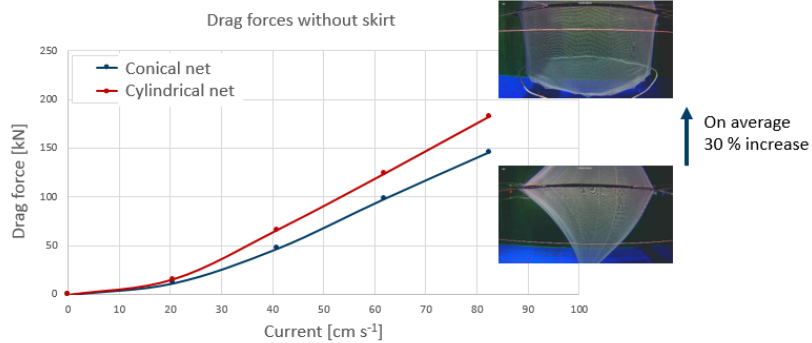 Drag forces without skirt
Conical net
Cylindrical net
Drag force [kN]
250
200
150
100
50
0
0 10 20 30 40 50 60 70 80 90 100
Current [cm s⁻¹]
On average
30 % increase